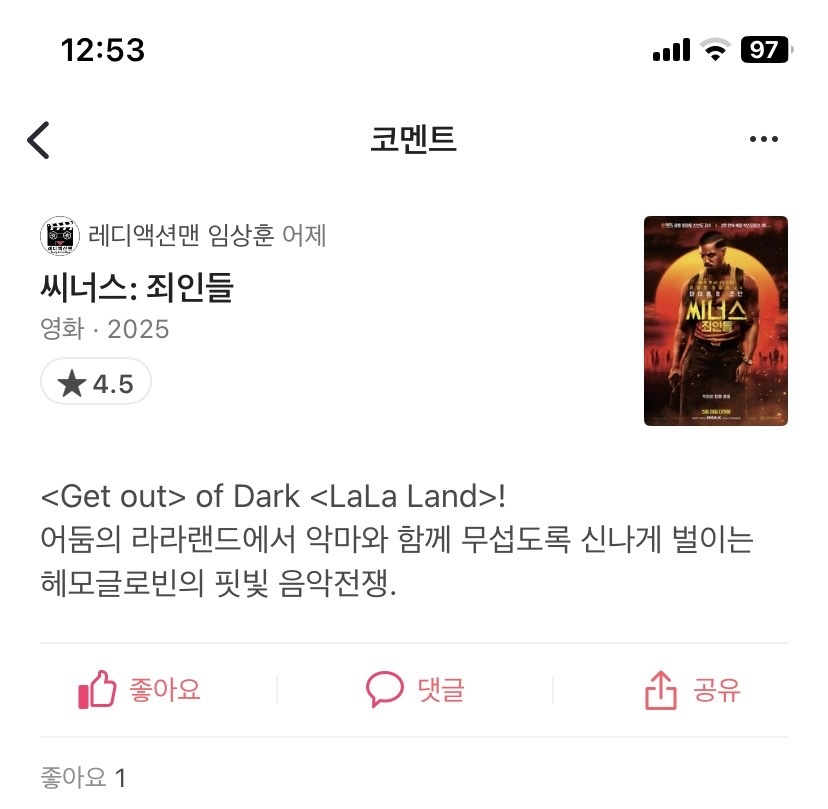 12:53
97
코멘트
레디액션맨 임상훈 어제
씨너스: 죄인들
영화 · 2025
★ 4.5
씨너스
죄인들
<Get out> of Dark <LaLa Land>!
어둠의 라라랜드에서 악마와 함께 무섭도록 신나게 벌이는
헤모글로빈의 핏빛 음악전쟁.
좋아요
댓글
공유
좋아요 1